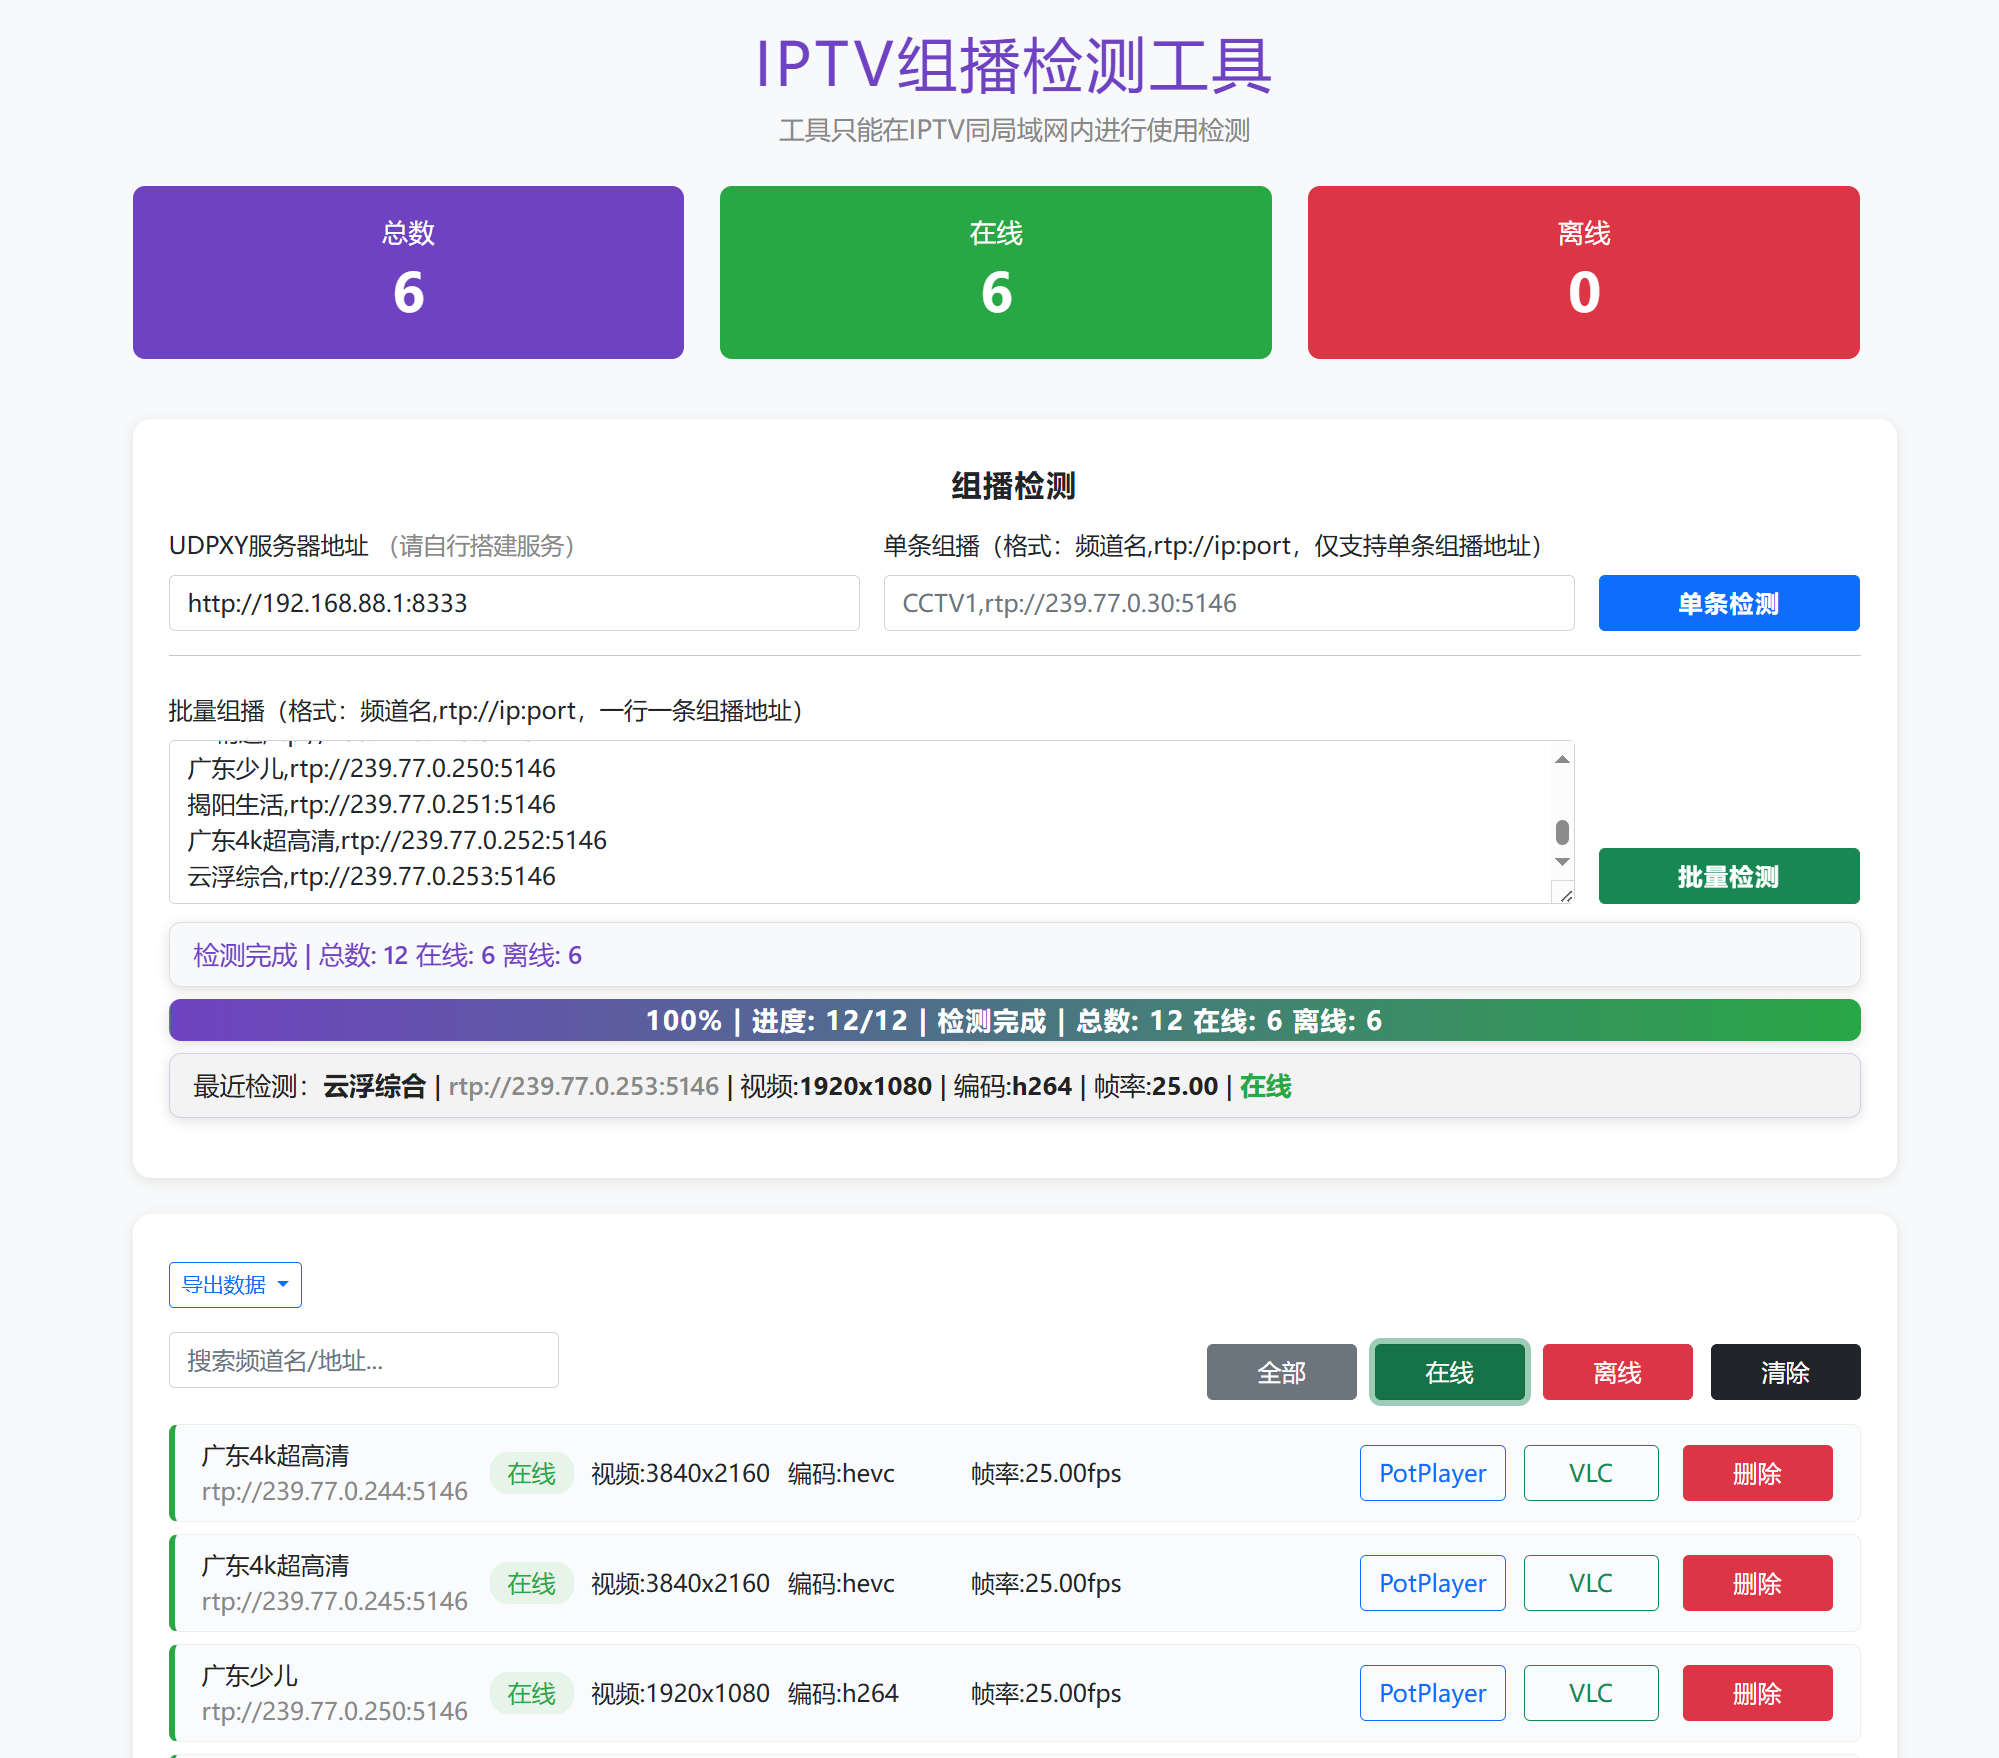 IPTV组播检测工具
工具只能在IPTV同局域网内进行使用检测
总数
6
在线
6
离线
0
组播检测
UDPXY服务器地址 （请自行搭建服务）
单条组播（格式：频道名,rtp://ip:port，仅支持单条组播地址）
http://192.168.88.1:8333
CCTV1,rtp://239.77.0.30:5146
单条检测
批量组播（格式：频道名,rtp://ip:port，一行一条组播地址）
广东少儿,rtp://239.77.0.250:5146
揭阳生活,rtp://239.77.0.251:5146
广东4k超高清,rtp://239.77.0.252:5146
云浮综合,rtp://239.77.0.253:5146
批量检测
检测完成 | 总数: 12 在线: 6 离线: 6
100% | 进度: 12/12 | 检测完成 | 总数: 12 在线: 6 离线: 6
最近检测：云浮综合 | rtp://239.77.0.253:5146 | 视频:1920x1080 | 编码:h264 | 帧率:25.00 | 在线
导出数据
搜索频道名/地址...
全部
在线
离线
清除
广东4k超高清
rtp://239.77.0.244:5146
在线
视频:3840x2160
编码:hevc
帧率:25.00fps
PotPlayer
VLC
删除
广东4k超高清
rtp://239.77.0.245:5146
在线
视频:3840x2160
编码:hevc
帧率:25.00fps
PotPlayer
VLC
删除
广东少儿
rtp://239.77.0.250:5146
在线
视频:1920x1080
编码:h264
帧率:25.00fps
PotPlayer
VLC
删除